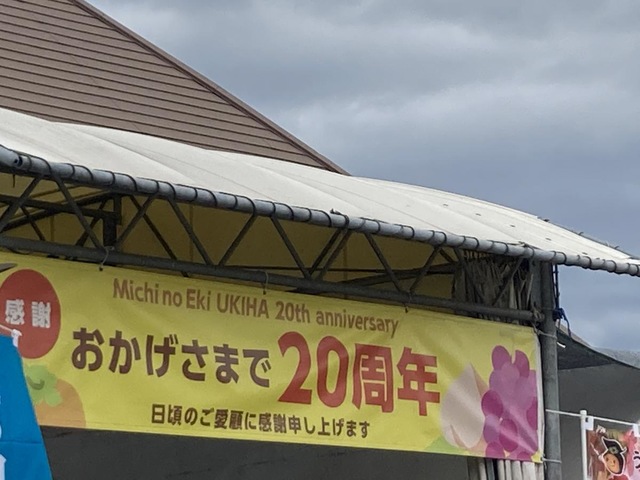 感謝
Michi no Eki UKIHA 20th anniversary
おかげさまで20周年
日頃のご愛顧に感謝申し上げます